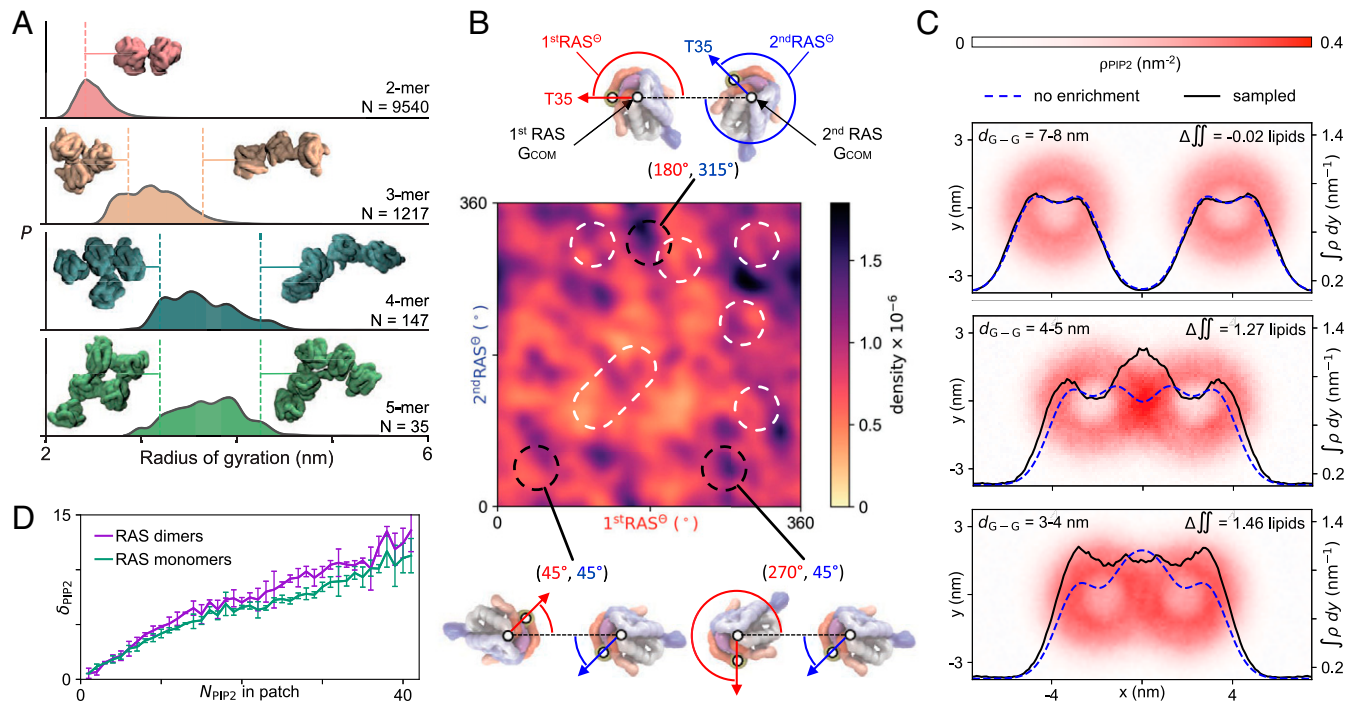 A
2-mer
N = 9540
3-mer
N = 1217
P
4-mer
N = 147
5-mer
N = 35
2
6
Radius of gyration (nm)
B
1stRASΘ
2ndRASΘ
T35
T35
1st RAS
GCOM
2nd RAS
GCOM
(180°, 315°)
360
2ndRASΘ (°)
0
0
1stRASΘ (°)
360
1.5
1.0
0.5
0
density × 10-6
(45°, 45°)
(270°, 45°)
C
0
0.4
ρPIP2 (nm-2)
no enrichment
sampled
dG−G = 7-8 nm
Δ∬ = -0.02 lipids
3
0
-3
y (nm)
1.4
0.2
∫ρ dy (nm-1)
dG−G = 4-5 nm
Δ∬ = 1.27 lipids
3
0
-3
y (nm)
1.4
0.2
∫ρ dy (nm-1)
dG−G = 3-4 nm
Δ∬ = 1.46 lipids
3
0
-3
y (nm)
1.4
0.2
∫ρ dy (nm-1)
-4
4
x (nm)
D
15
0
δPIP2
RAS dimers
RAS monomers
0
40
NPIP2 in patch